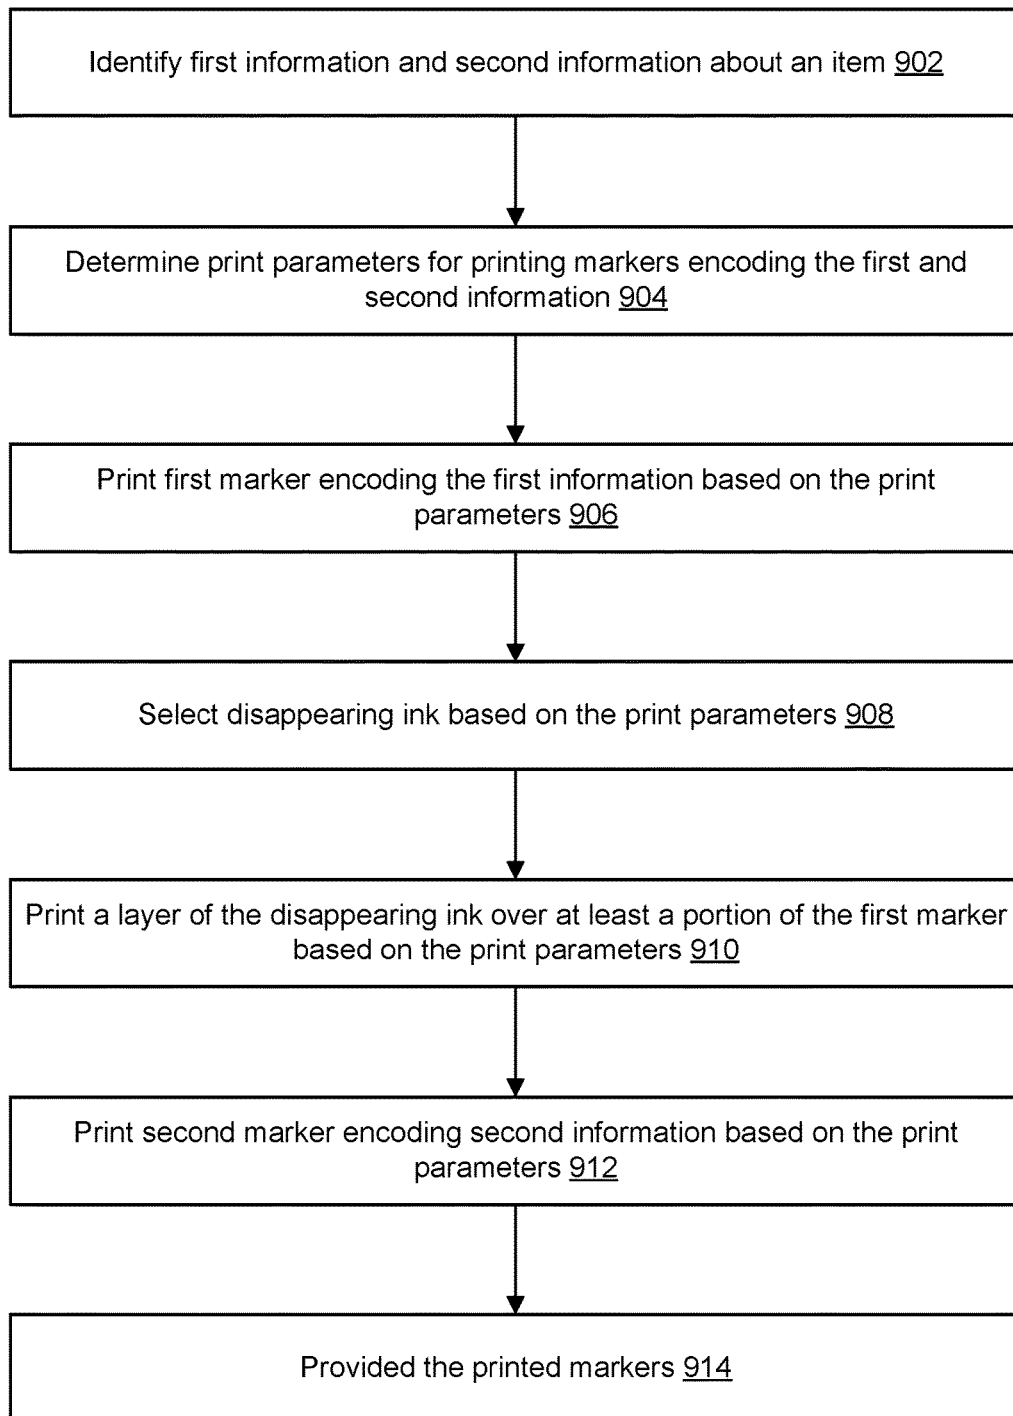 Identify first information and second information about an item 902
Determine print parameters for printing markers encoding the first and
second information 904
Print first marker encoding the first information based on the print
parameters 906
Select disappearing ink based on the print parameters 908
Print a layer of the disappearing ink over at least a portion of the first marker
based on the print parameters 910
Print second marker encoding second information based on the print
parameters 912
Provided the printed markers 914